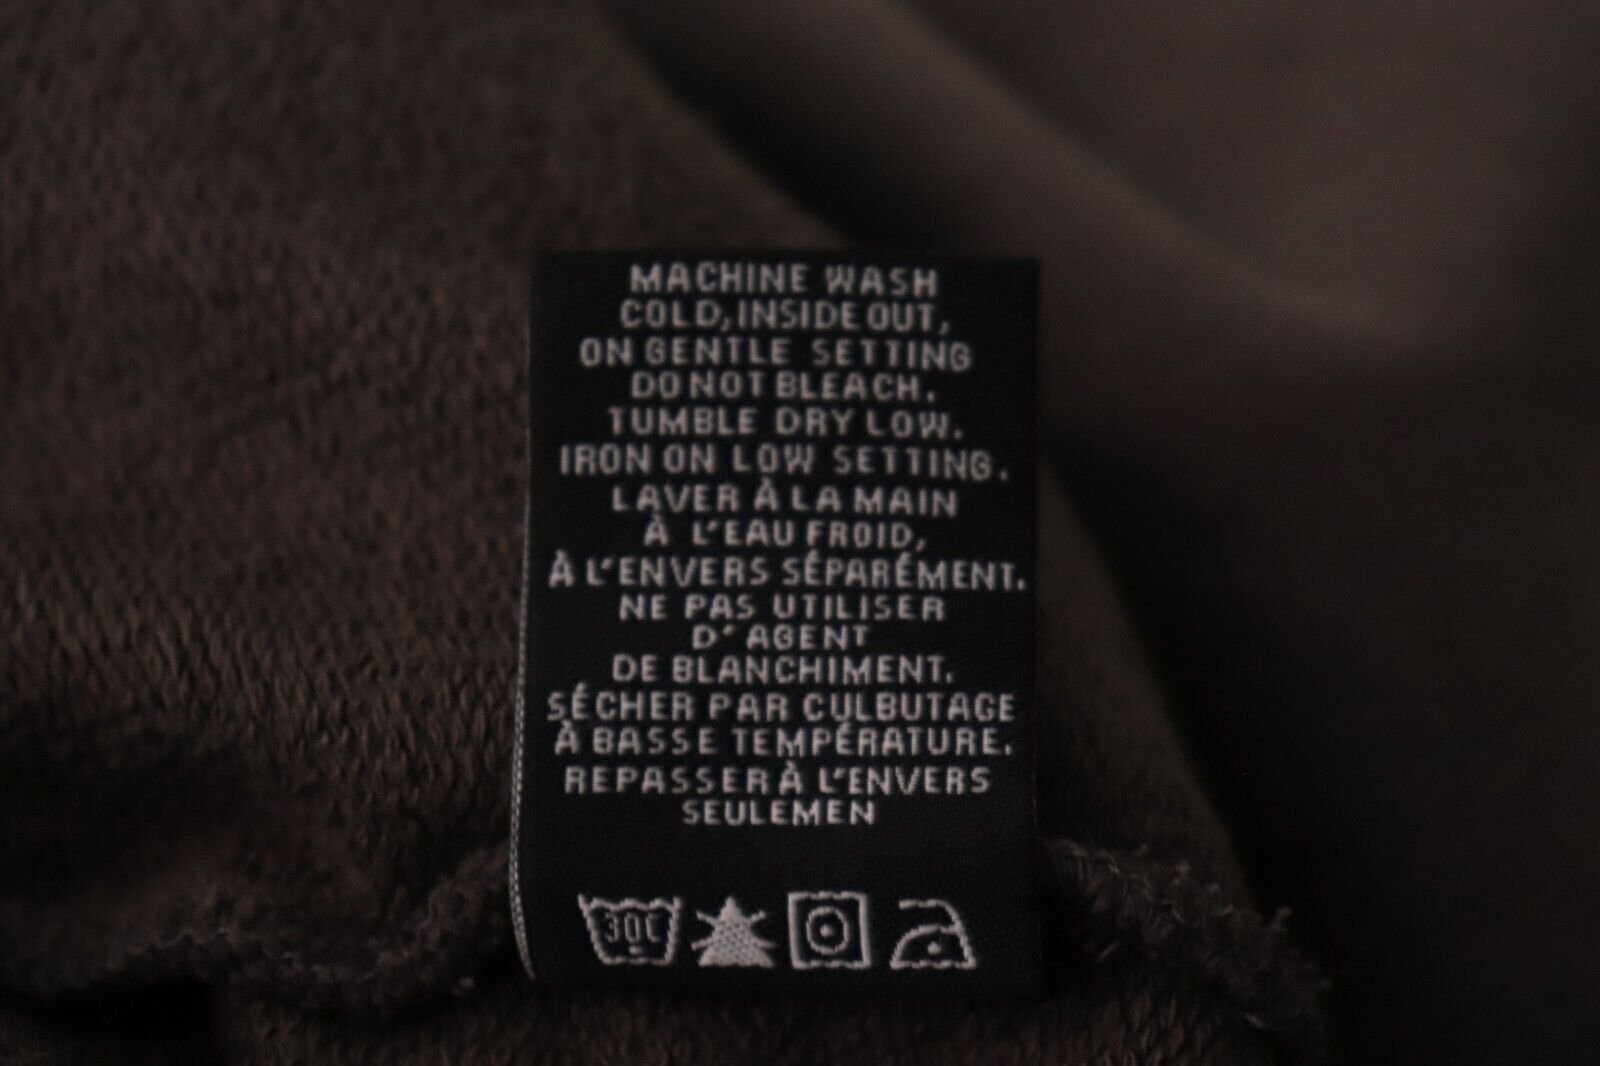 MACHINE WASH
COLD, INSIDE OUT,
ON GENTLE SETTING
DO NOT BLEACH.
TUMBLE DRY LOW.
IRON ON LOW SETTING.
LAVER À LA MAIN
À L'EAU FROID,
À L'ENVERS SÉPARÉMENT.
NE PAS UTILISER
D'AGENT
DE BLANCHIMENT.
SÉCHER PAR CULBUTAGE
À BASSE TEMPÉRATURE.
REPASSER À L'ENVERS
SEULEMEN
30C